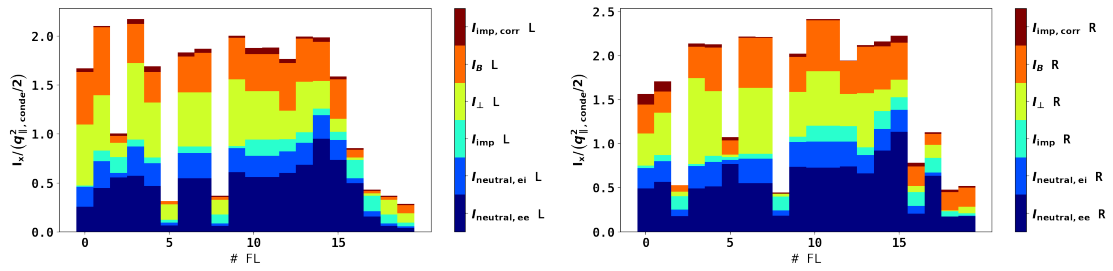 I_x/(q²_∥,conde/2)
2.0
1.5
1.0
0.5
0.0
0 5 10 15
# FL
I_imp, corr L
I_B L
I_⊥ L
I_imp L
I_neutral, ei L
I_neutral, ee L
I_x/(q²_∥,conde/2)
2.5
2.0
1.5
1.0
0.5
0.0
0 5 10 15
# FL
I_imp, corr R
I_B R
I_⊥ R
I_imp R
I_neutral, ei R
I_neutral, ee R